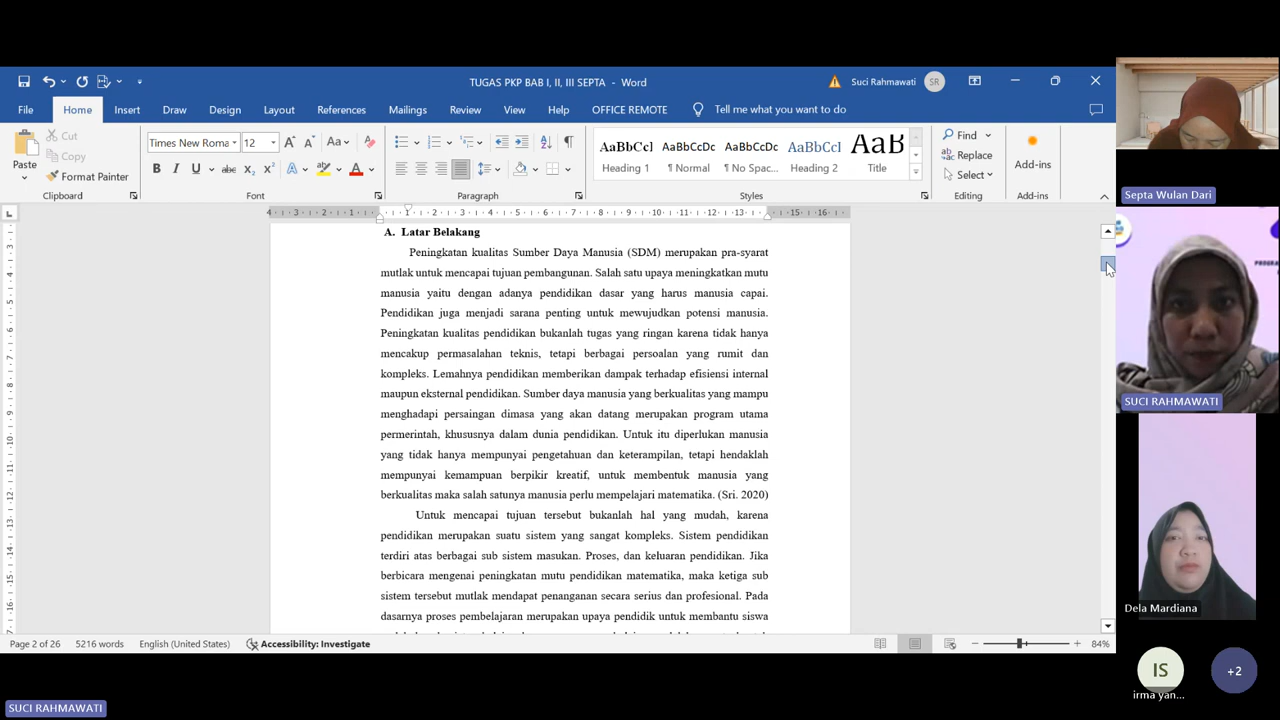 TUGAS PKP BAB I, II, III SEPTA - Word
Suci Rahmawati
SR
File
Home
Insert
Draw
Design
Layout
References
Mailings
Review
View
Help
OFFICE REMOTE
Tell me what you want to do
Paste
Cut
Copy
Format Painter
Clipboard
Times New Roma
12
Font
Paragraph
AaBbCcl
Heading 1
AaBbCcDc
¶ Normal
AaBbCcDc
¶ No Spac...
AaBbCcl
Heading 2
AaB
Title
Styles
Find
Replace
Select
Editing
Add-ins
Add-ins
A. Latar Belakang
Peningkatan kualitas Sumber Daya Manusia (SDM) merupakan pra-syarat
mutlak untuk mencapai tujuan pembangunan. Salah satu upaya meningkatkan mutu
manusia yaitu dengan adanya pendidikan dasar yang harus manusia capai.
Pendidikan juga menjadi sarana penting untuk mewujudkan potensi manusia.
Peningkatan kualitas pendidikan bukanlah tugas yang ringan karena tidak hanya
mencakup permasalahan teknis, tetapi berbagai persoalan yang rumit dan
kompleks. Lemahnya pendidikan memberikan dampak terhadap efisiensi internal
maupun eksternal pendidikan. Sumber daya manusia yang berkualitas yang mampu
menghadapi persaingan dimasa yang akan datang merupakan program utama
permerintah, khususnya dalam dunia pendidikan. Untuk itu diperlukan manusia
yang tidak hanya mempunyai pengetahuan dan keterampilan, tetapi hendaklah
mempunyai kemampuan berpikir kreatif, untuk membentuk manusia yang
berkualitas maka salah satunya manusia perlu mempelajari matematika. (Sri. 2020)
Untuk mencapai tujuan tersebut bukanlah hal yang mudah, karena
pendidikan merupakan suatu sistem yang sangat kompleks. Sistem pendidikan
terdiri atas berbagai sub sistem masukan. Proses, dan keluaran pendidikan. Jika
berbicara mengenai peningkatan mutu pendidikan matematika, maka ketiga sub
sistem tersebut mutlak mendapat penanganan secara serius dan profesional. Pada
dasarnya proses pembelajaran merupakan upaya pendidik untuk membantu siswa
Page 2 of 26
5216 words
English (United States)
Accessibility: Investigate
84%
Septa Wulan Dari
SUCI RAHMAWATI
Dela Mardiana
IS
irma yan...
+2
SUCI RAHMAWATI